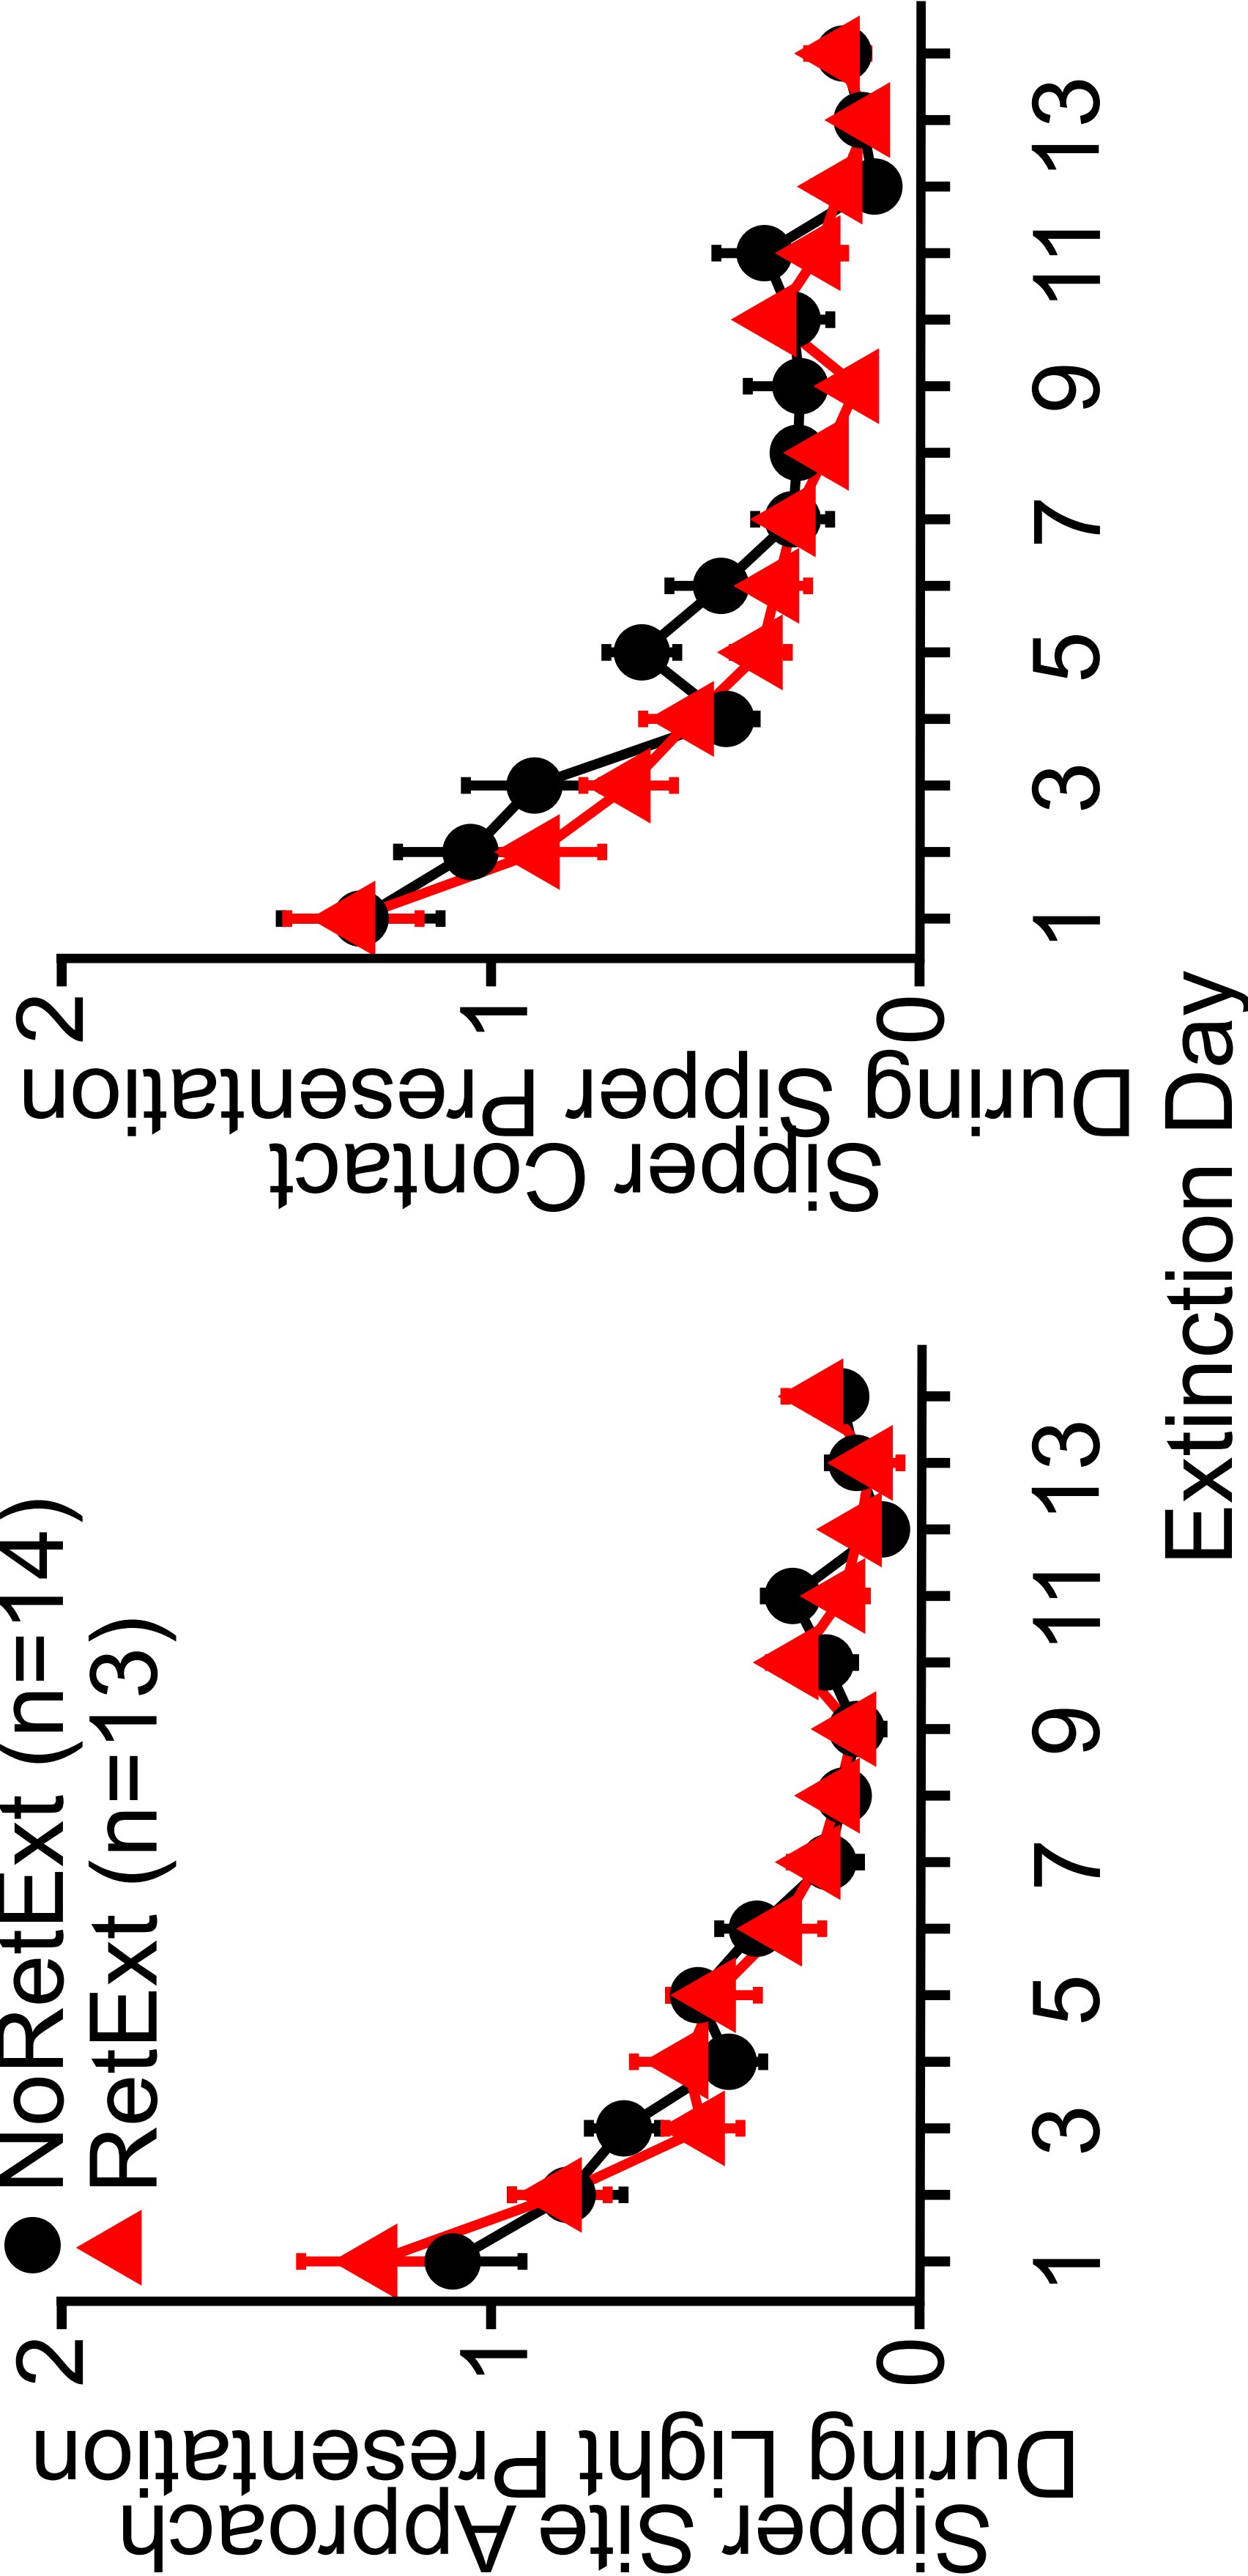 NoRetExt (n=14)
RetExt (n=13)
Sipper Site Approach
During Light Presentation
2
1
0
1
3
5
7
9
11
13
Sipper Contact
During Sipper Presentation
2
1
0
1
3
5
7
9
11
13
Extinction Day